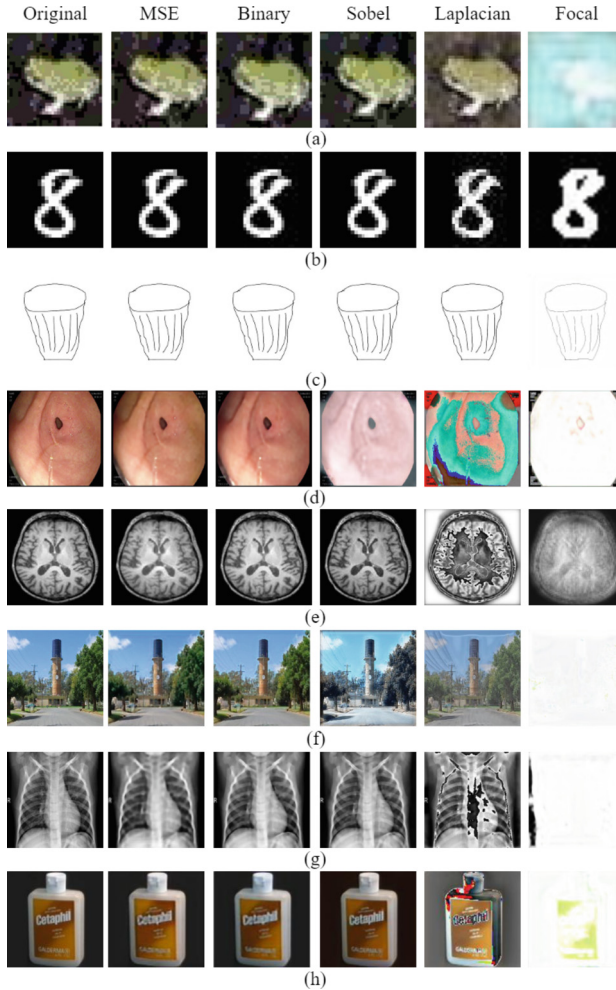 Original MSE Binary Sobel Laplacian Focal
(a)
(b)
(c)
(d)
(e)
(f)
R
(g)
Cetaphil Cetaphil Cetaphil Cetaphil Cetaphil
(h)